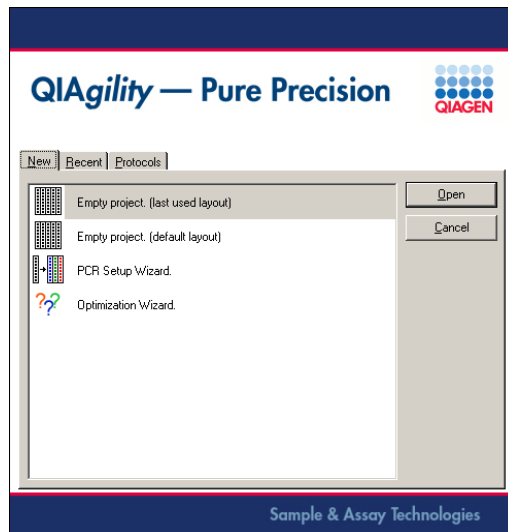 QIAgility — Pure Precision
QIAGEN
New Recent Protocols
Empty project. (last used layout)
Open
Empty project. (default layout)
Cancel
PCR Setup Wizard.
??? Optimization Wizard.
Sample & Assay Technologies